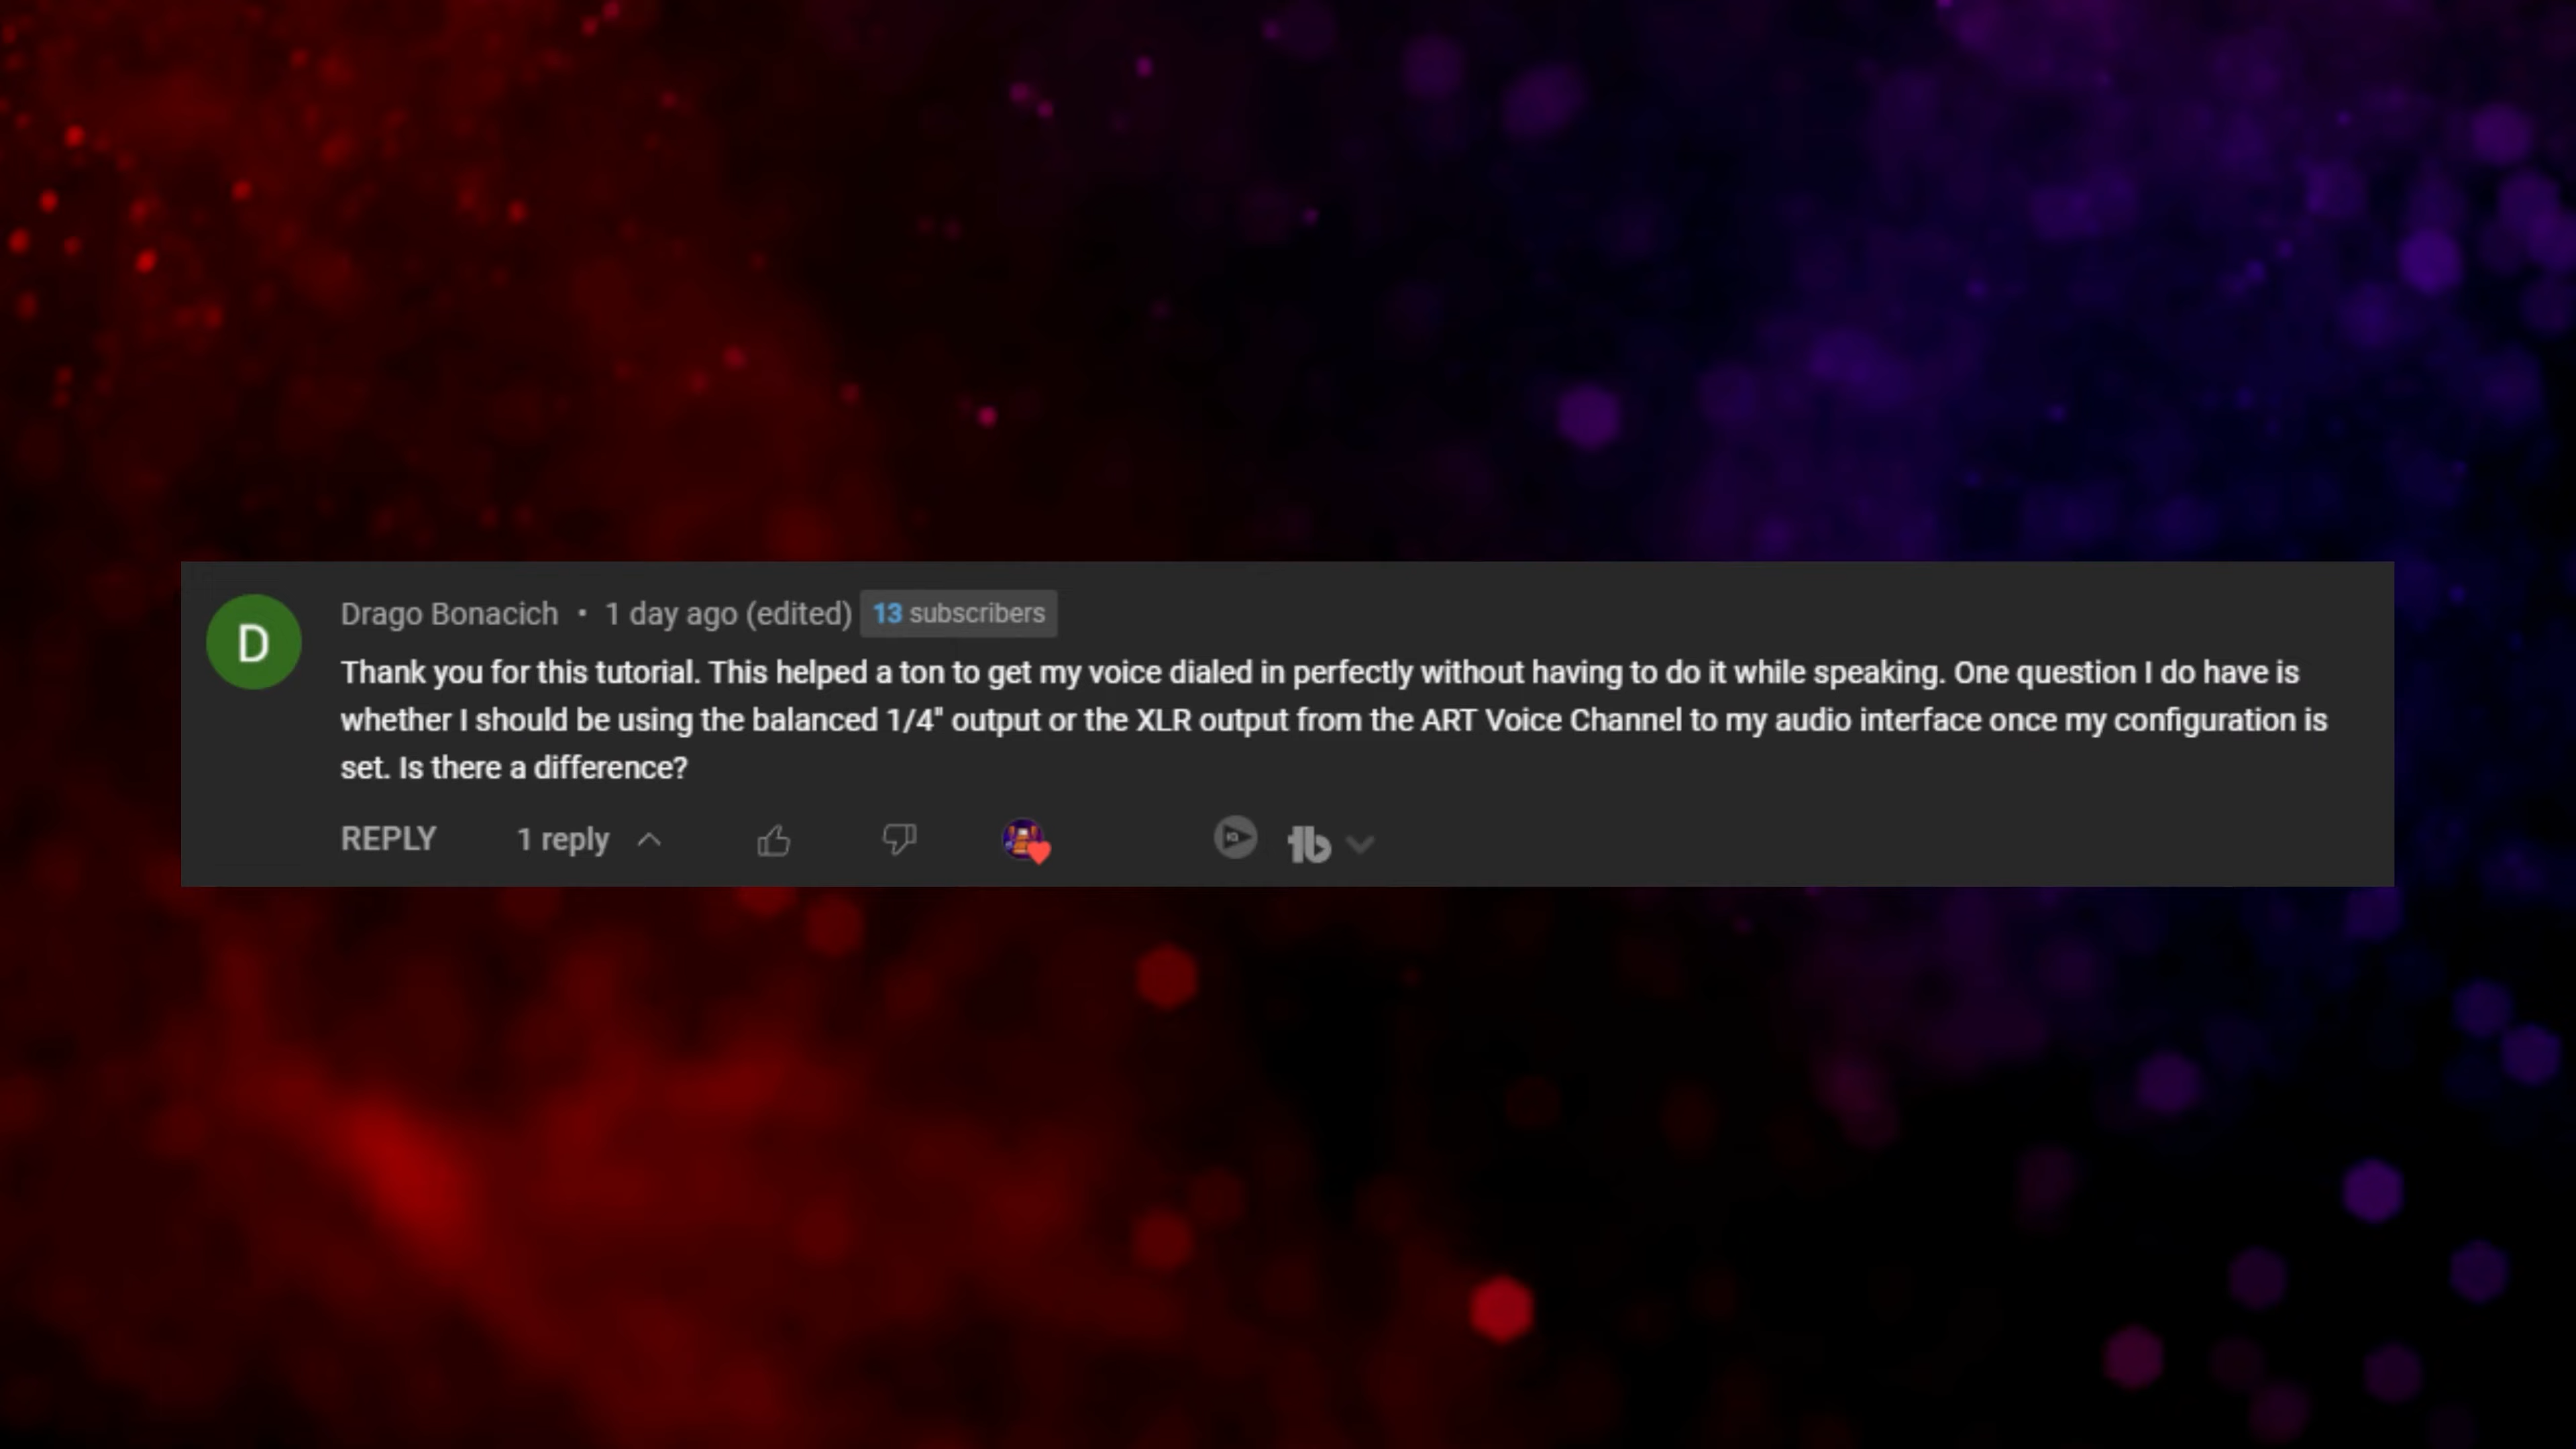 D
Drago Bonacich • 1 day ago (edited) 13 subscribers
Thank you for this tutorial. This helped a ton to get my voice dialed in perfectly without having to do it while speaking. One question I do have is
whether I should be using the balanced 1/4" output or the XLR output from the ART Voice Channel to my audio interface once my configuration is
set. Is there a difference?
REPLY 1 reply